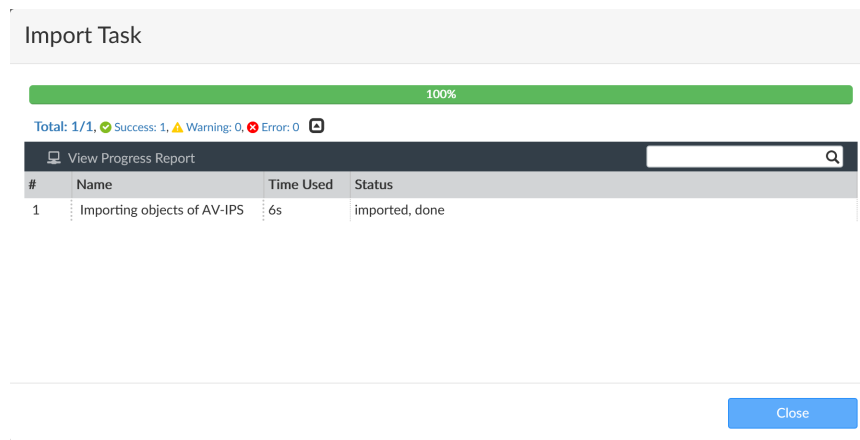 Import Task
100%
Total: 1/1, Success: 1, Warning: 0, Error: 0
View Progress Report
# Name Time Used Status
1 Importing objects of AV-IPS 6s imported, done
Close